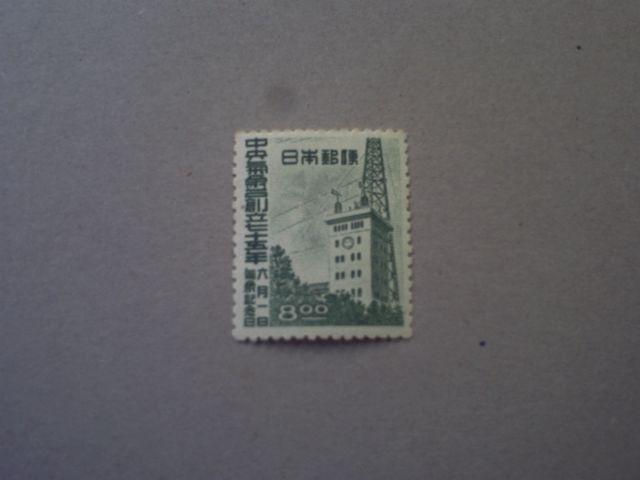 日本郵便
中央氣象台創立七十五年
六月一日
氣象記念日
8.00